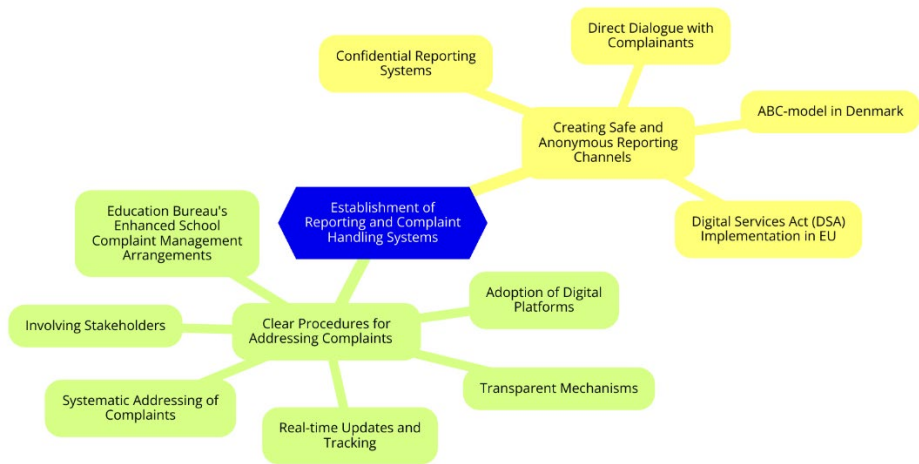 Direct Dialogue with
Complainants
Confidential Reporting
Systems
ABC-model in Denmark
Creating Safe and
Anonymous Reporting
Channels
Digital Services Act (DSA)
Implementation in EU
Establishment of
Reporting and Complaint
Handling Systems
Education Bureau's
Enhanced School
Complaint Management
Arrangements
Adoption of Digital
Platforms
Involving Stakeholders
Clear Procedures for
Addressing Complaints
Transparent Mechanisms
Systematic Addressing of
Complaints
Real-time Updates and
Tracking